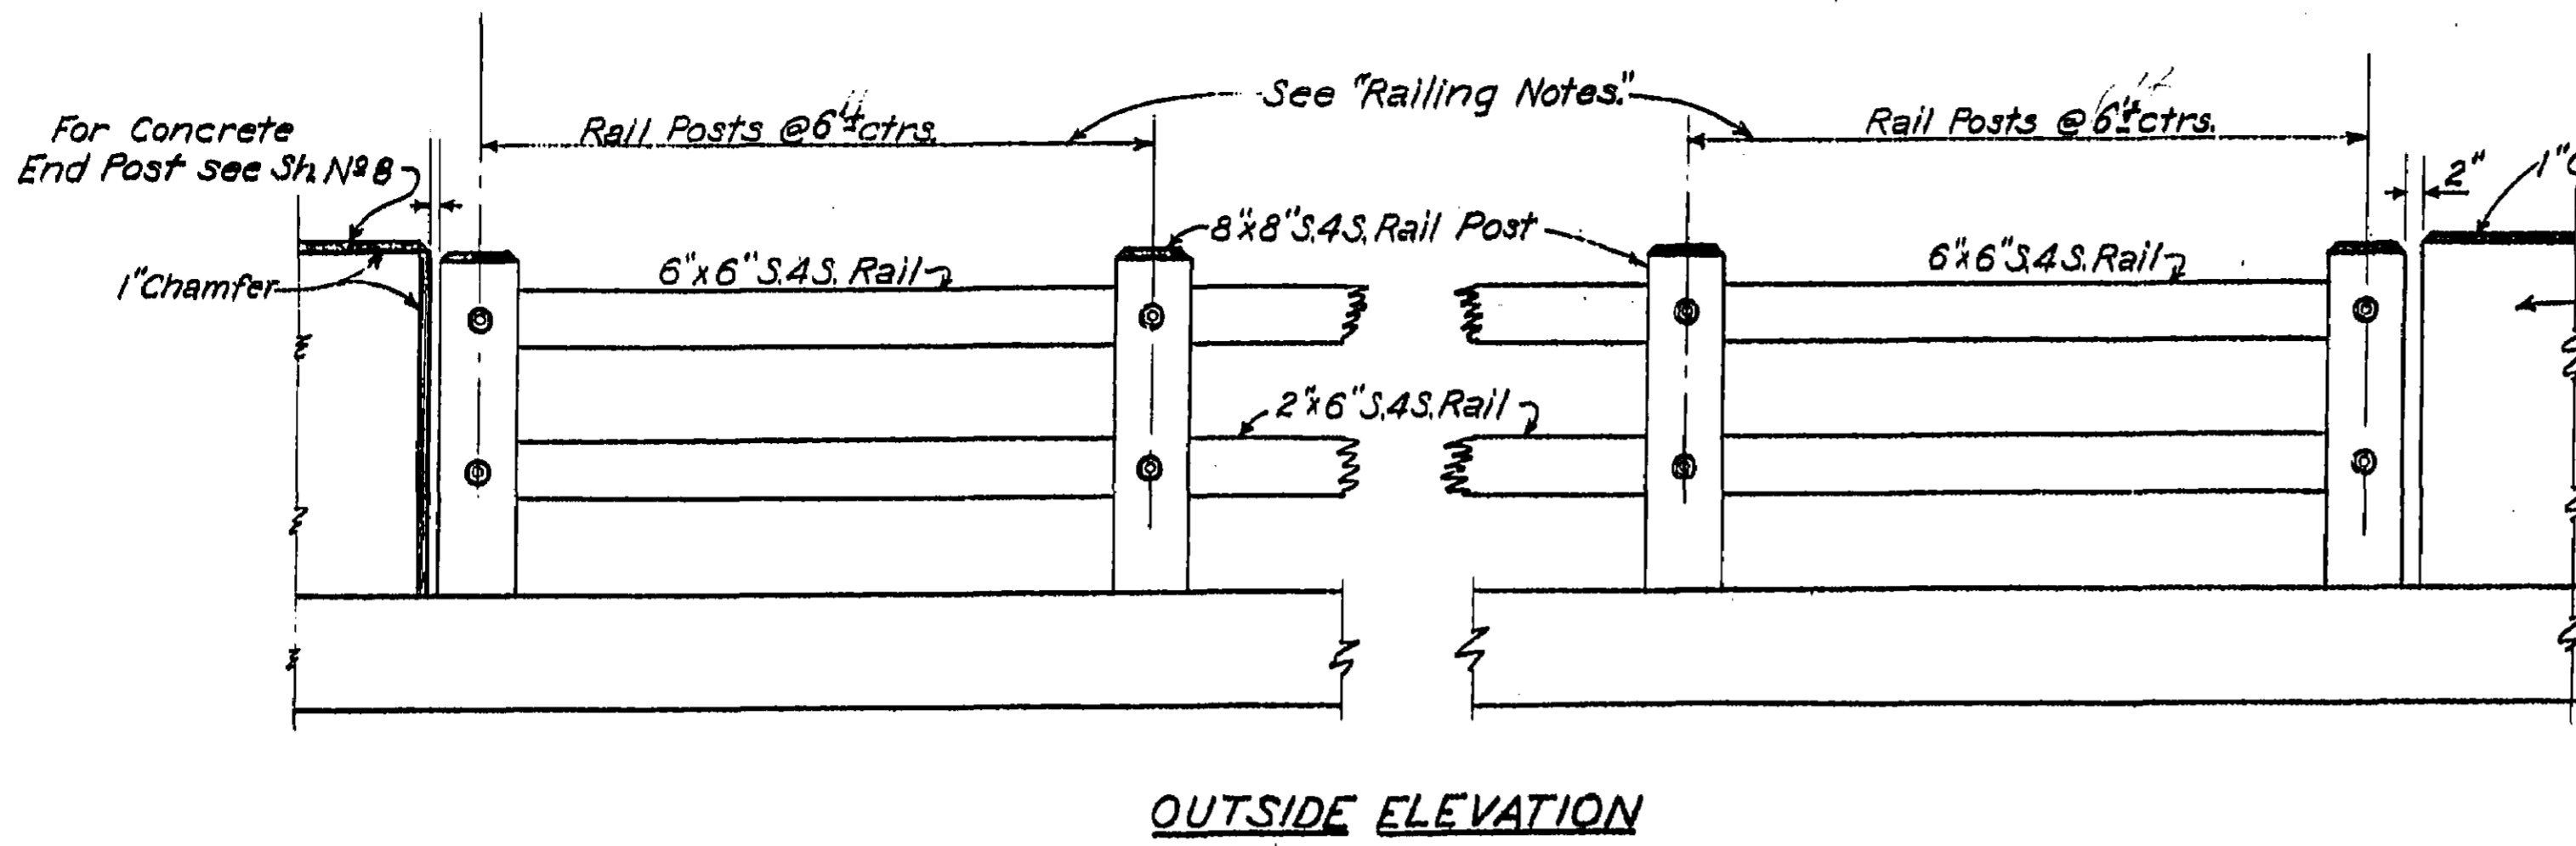 For Concrete
End Post see Sh. Nº 8
Rail Posts @ 6'± ctrs.
See "Railing Notes."
Rail Posts @ 6'± ctrs.
2"
1"
1" Chamfer
6"x6" S.4S. Rail
8"x8" S.4S. Rail Post
6"x6" S.4S. Rail
2"x6" S.4S. Rail
OUTSIDE ELEVATION